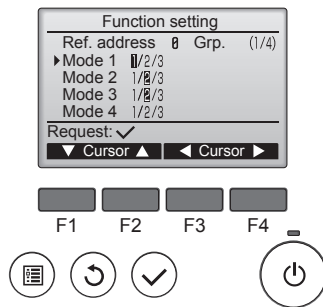 Function setting
Ref. address 0 Grp. (1/4)
Mode 1 1/2/3
Mode 2 1/2/3
Mode 3 1/2/3
Mode 4 1/2/3
Request:
Cursor Cursor
F1 F2 F3 F4